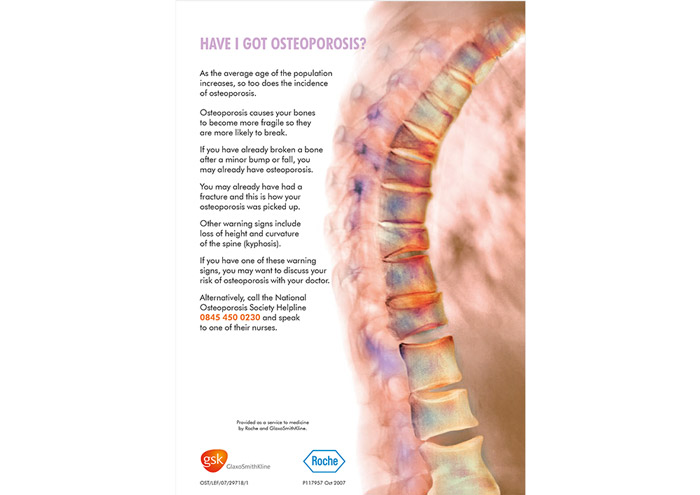 HAVE I GOT OSTEOPOROSIS?
As the average age of the population
increases, so too does the incidence
of osteoporosis.
Osteoporosis causes your bones
to become more fragile so they
are more likely to break.
If you have already broken a bone
after a minor bump or fall, you
may already have osteoporosis.
You may already have had a
fracture and this is how your
osteoporosis was picked up.
Other warning signs include
loss of height and curvature
of the spine (kyphosis).
If you have one of these warning
signs, you may want to discuss your
risk of osteoporosis with your doctor.
Alternatively, call the National
Osteoporosis Society Helpline
0845 450 0230 and speak
to one of their nurses.
Provided as a service to medicine
by Roche and GlaxoSmithKline.
gsk GlaxoSmithKline
Roche
OST/LEF/07/29718/1
P117957 Oct 2007